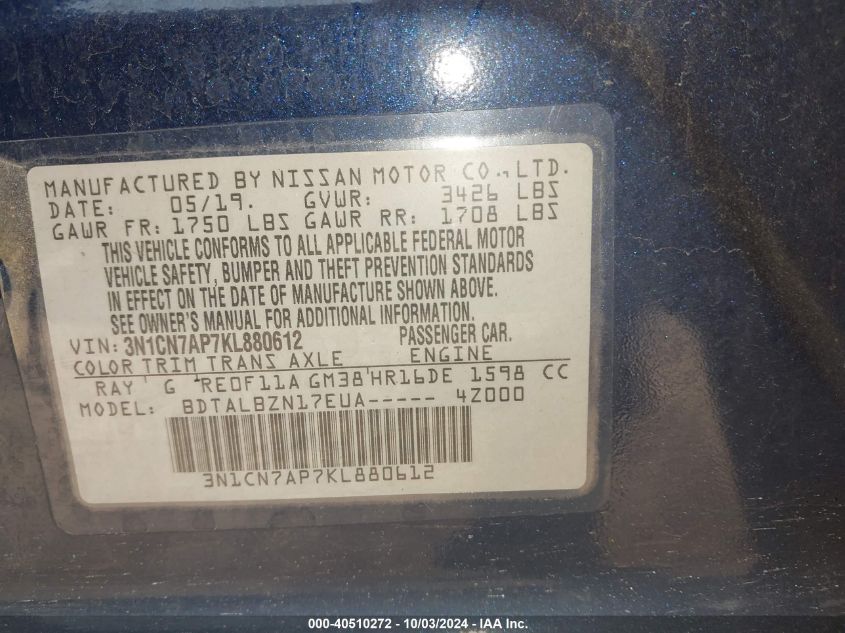 MANUFACTURED BY NISSAN MOTOR CO.,LTD.
DATE: 05/19. GVWR: 3426 LBS
GAWR FR: 1750 LBS GAWR RR: 1708 LBS
THIS VEHICLE CONFORMS TO ALL APPLICABLE FEDERAL MOTOR
VEHICLE SAFETY, BUMPER AND THEFT PREVENTION STANDARDS
IN EFFECT ON THE DATE OF MANUFACTURE SHOWN ABOVE.
SEE OWNER'S MANUAL FOR ADDITIONAL INFORMATION.
VIN: 3N1CN7AP7KL880612 PASSENGER CAR.
COLOR TRIM TRANS AXLE ENGINE
RAY G RE0F11A GM38 HR16DE 1598 CC
MODEL: BDTALBZN17EUA----- 4Z000
3N1CN7AP7KL880612
000-40510272 - 10/03/2024 - IAA Inc.